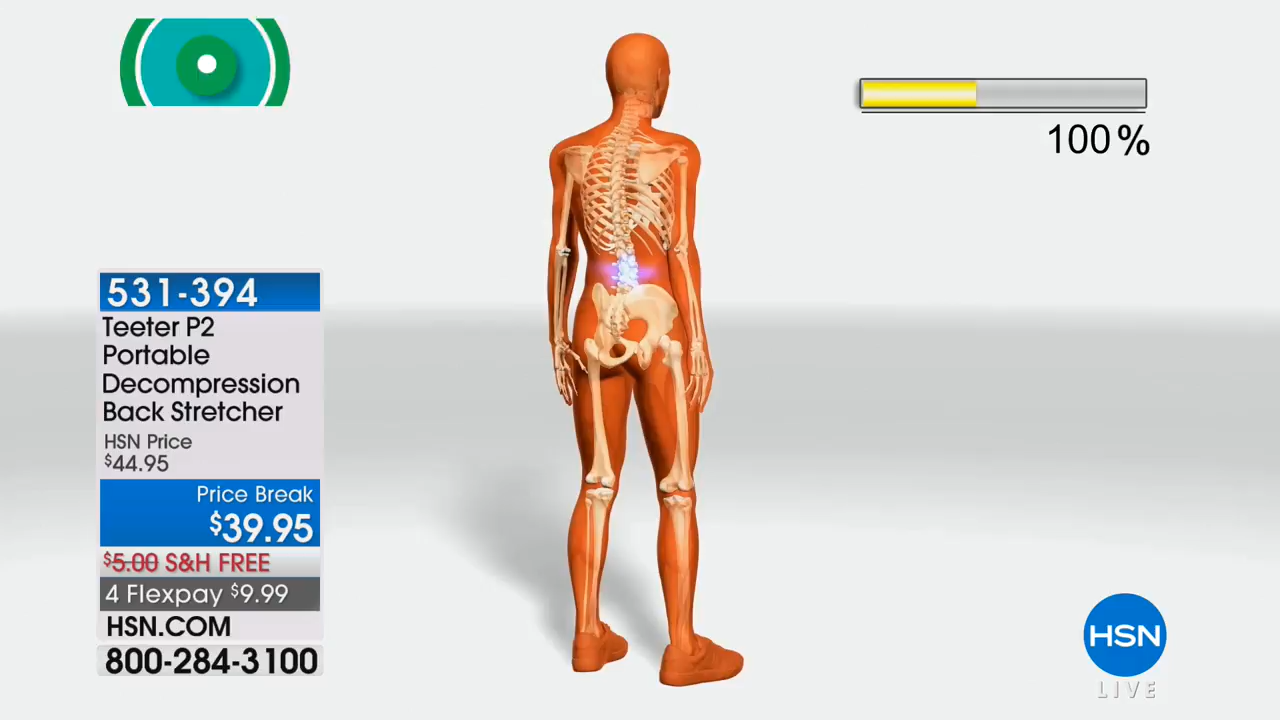 100%
531-394
Teeter P2
Portable
Decompression
Back Stretcher
HSN Price
$44.95
Price Break
$39.95
$5.00 S&H FREE
4 Flexpay $9.99
HSN.COM
800-284-3100
HSN
LIVE